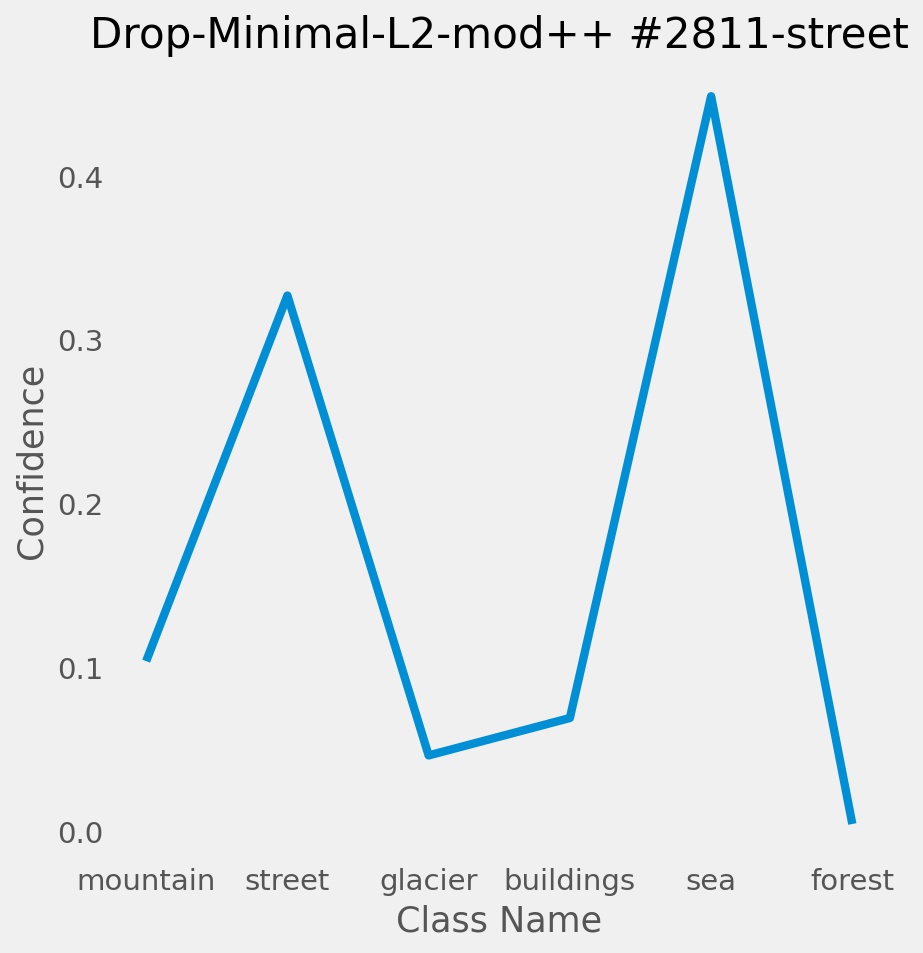 Drop-Minimal-L2-mod++ #2811-street
Confidence
0.4
0.3
0.2
0.1
0.0
mountain street glacier buildings sea forest
Class Name